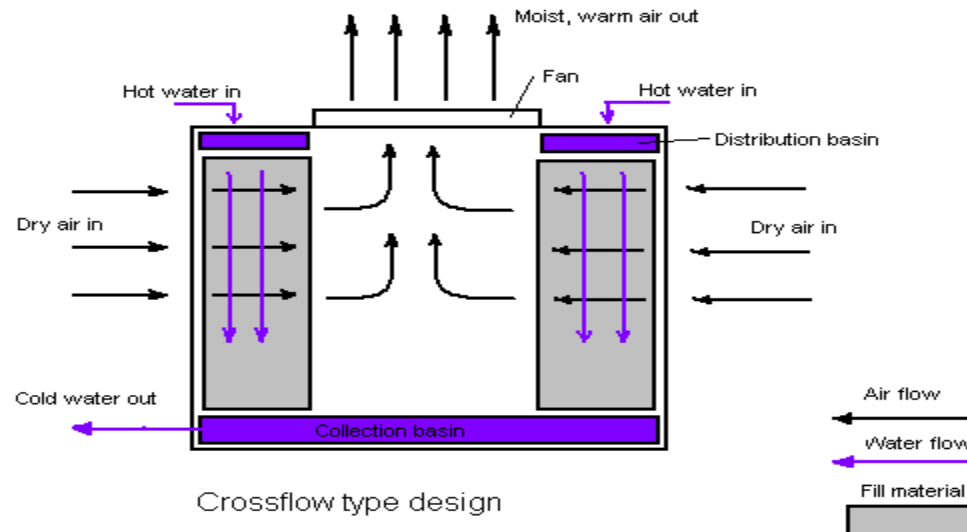 Moist, warm air out
Fan
Hot water in
Hot water in
Distribution basin
Dry air in
Dry air in
Cold water out
Collection basin
Air flow
Water flow
Fill material
Crossflow type design